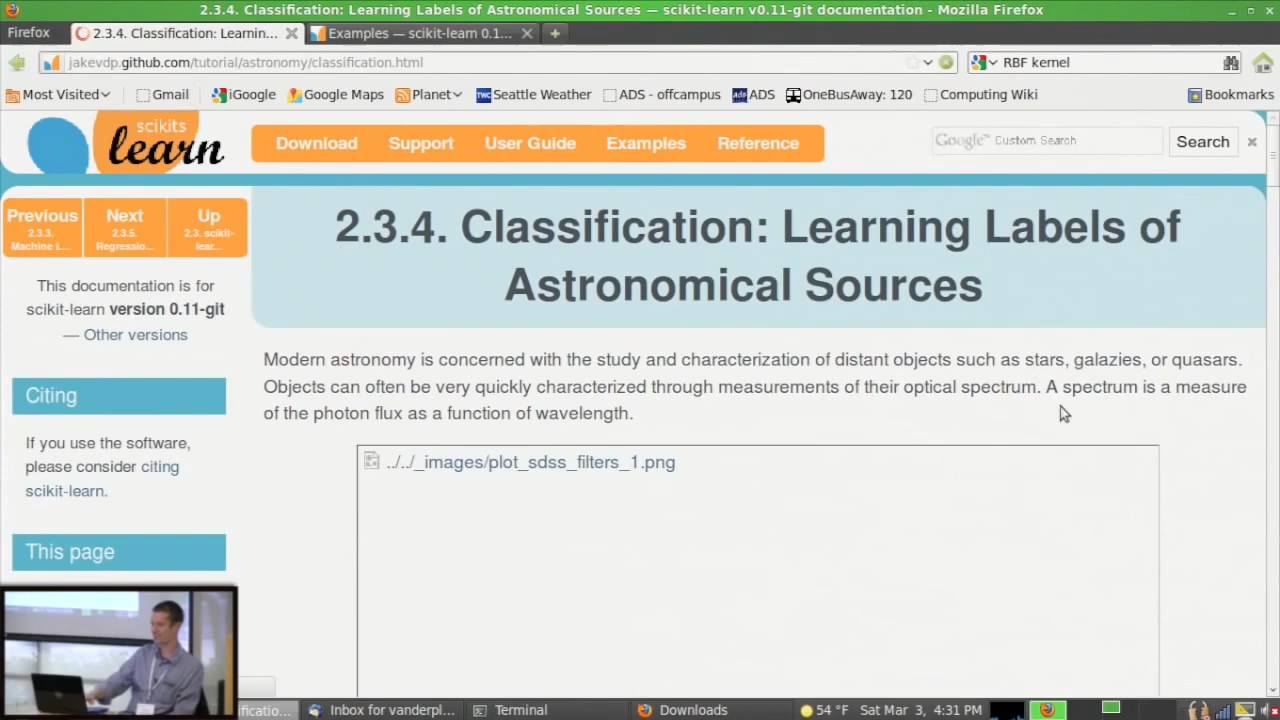 2.3.4. Classification: Learning Labels of Astronomical Sources — scikit-learn v0.11-git documentation - Mozilla Firefox
Firefox
2.3.4. Classification: Learnin...
Examples — scikit-learn 0.1...
jakevdp.github.com/tutorial/astronomy/classification.html
RBF kernel
Most Visited
Gmail
iGoogle
Google Maps
Planet
TWC Seattle Weather
ADS - offcampus
ADS
OneBusAway: 120
Computing Wiki
Bookmarks
scikits
learn
Download
Support
User Guide
Examples
Reference
Google™ Custom Search
Search
Previous
2.3.3.
Machine L...
Next
2.3.5.
Regressio...
Up
2.3. scikit-
lear...
This documentation is for
scikit-learn version 0.11-git
— Other versions
Citing
If you use the software,
please consider citing
scikit-learn.
This page
2.3.4. Classification: Learning Labels of
Astronomical Sources
Modern astronomy is concerned with the study and characterization of distant objects such as stars, galazies, or quasars.
Objects can often be very quickly characterized through measurements of their optical spectrum. A spectrum is a measure
of the photon flux as a function of wavelength.
../../_images/plot_sdss_filters_1.png
ificatio...
Inbox for vanderpl...
Terminal
Downloads
54 °F
Sat Mar 3, 4:31 PM